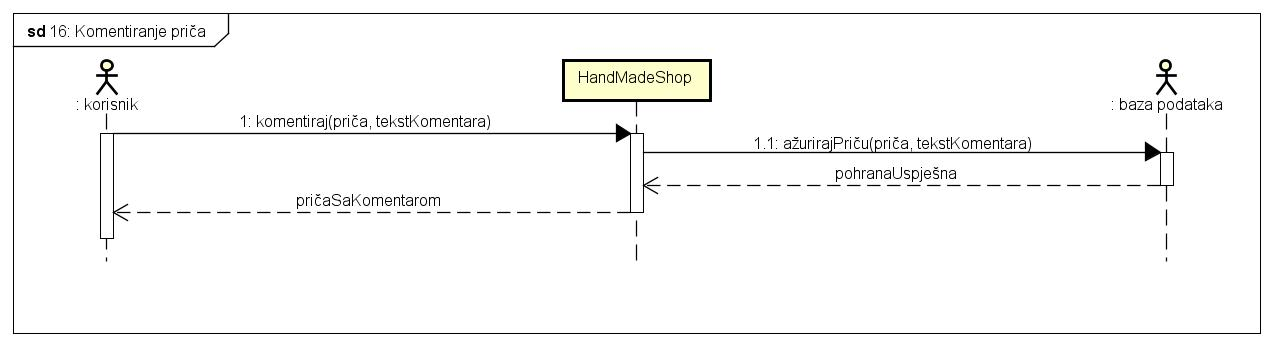 sd 16: Komentiranje priča
: korisnik
HandMadeShop
: baza podataka
1: komentiraj(priča, tekstKomentara)
1.1: ažurirajPriču(priča, tekstKomentara)
pohranaUspješna
pričaSaKomentarom